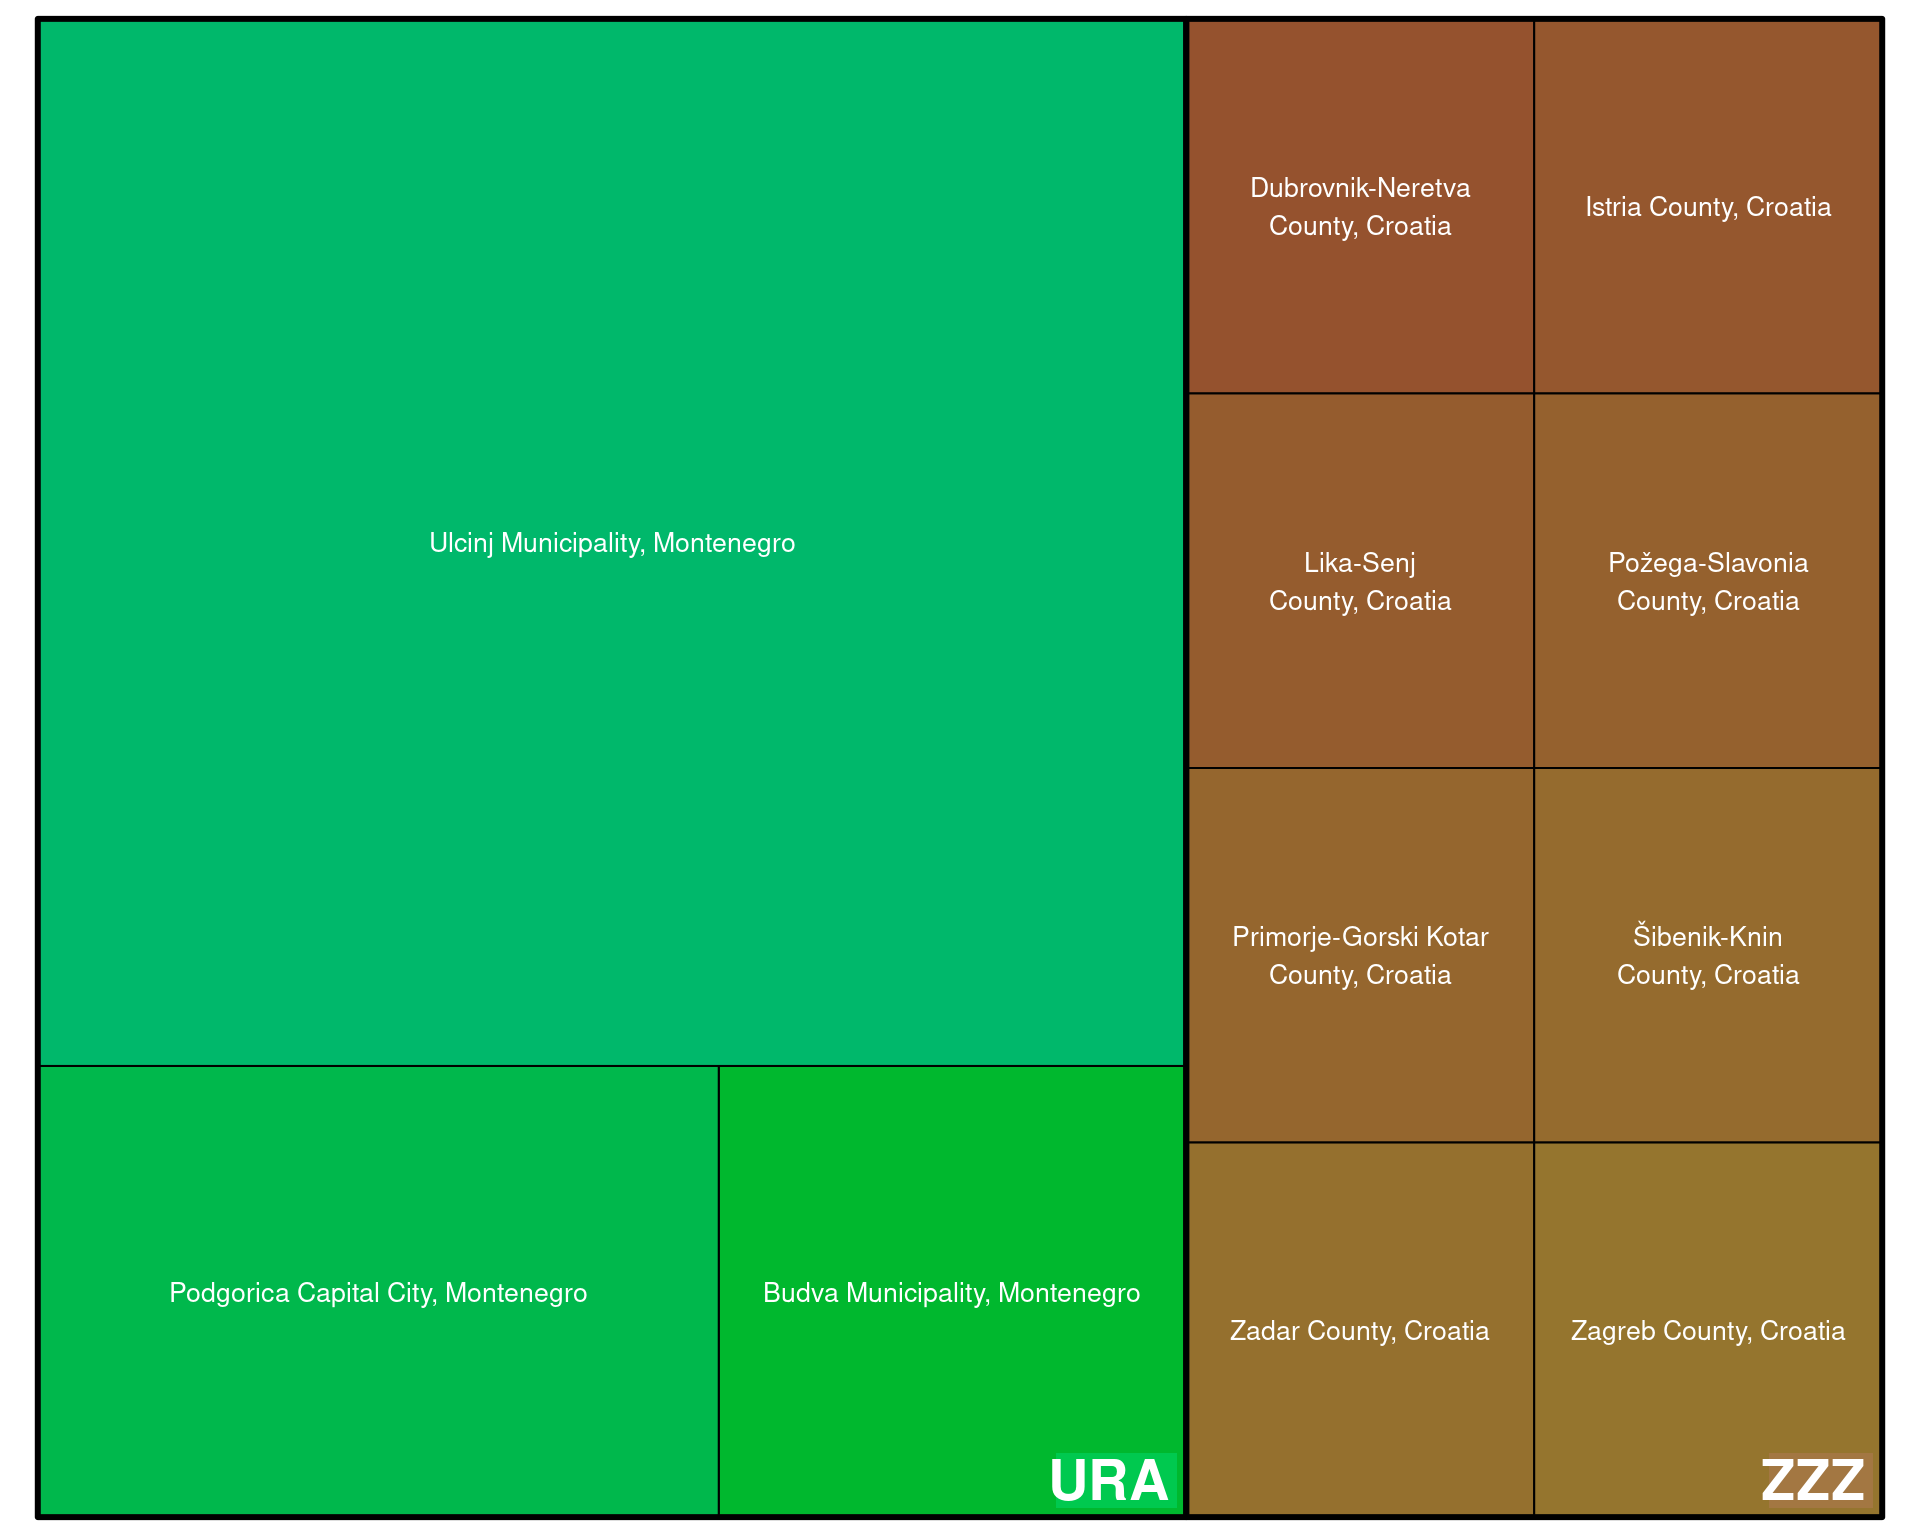 Ulcinj Municipality, Montenegro
Podgorica Capital City, Montenegro
Budva Municipality, Montenegro
URA
Dubrovnik-Neretva
County, Croatia
Istria County, Croatia
Lika-Senj
County, Croatia
Požega-Slavonia
County, Croatia
Primorje-Gorski Kotar
County, Croatia
Šibenik-Knin
County, Croatia
Zadar County, Croatia
Zagreb County, Croatia
ZZZ